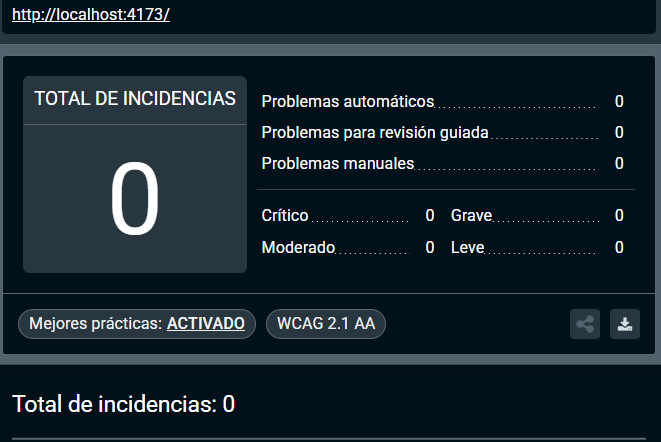 http://localhost:4173/
TOTAL DE INCIDENCIAS
0
Problemas automáticos 0
Problemas para revisión guiada 0
Problemas manuales 0
Crítico 0 Grave 0
Moderado 0 Leve 0
Mejores prácticas: ACTIVADO WCAG 2.1 AA
Total de incidencias: 0